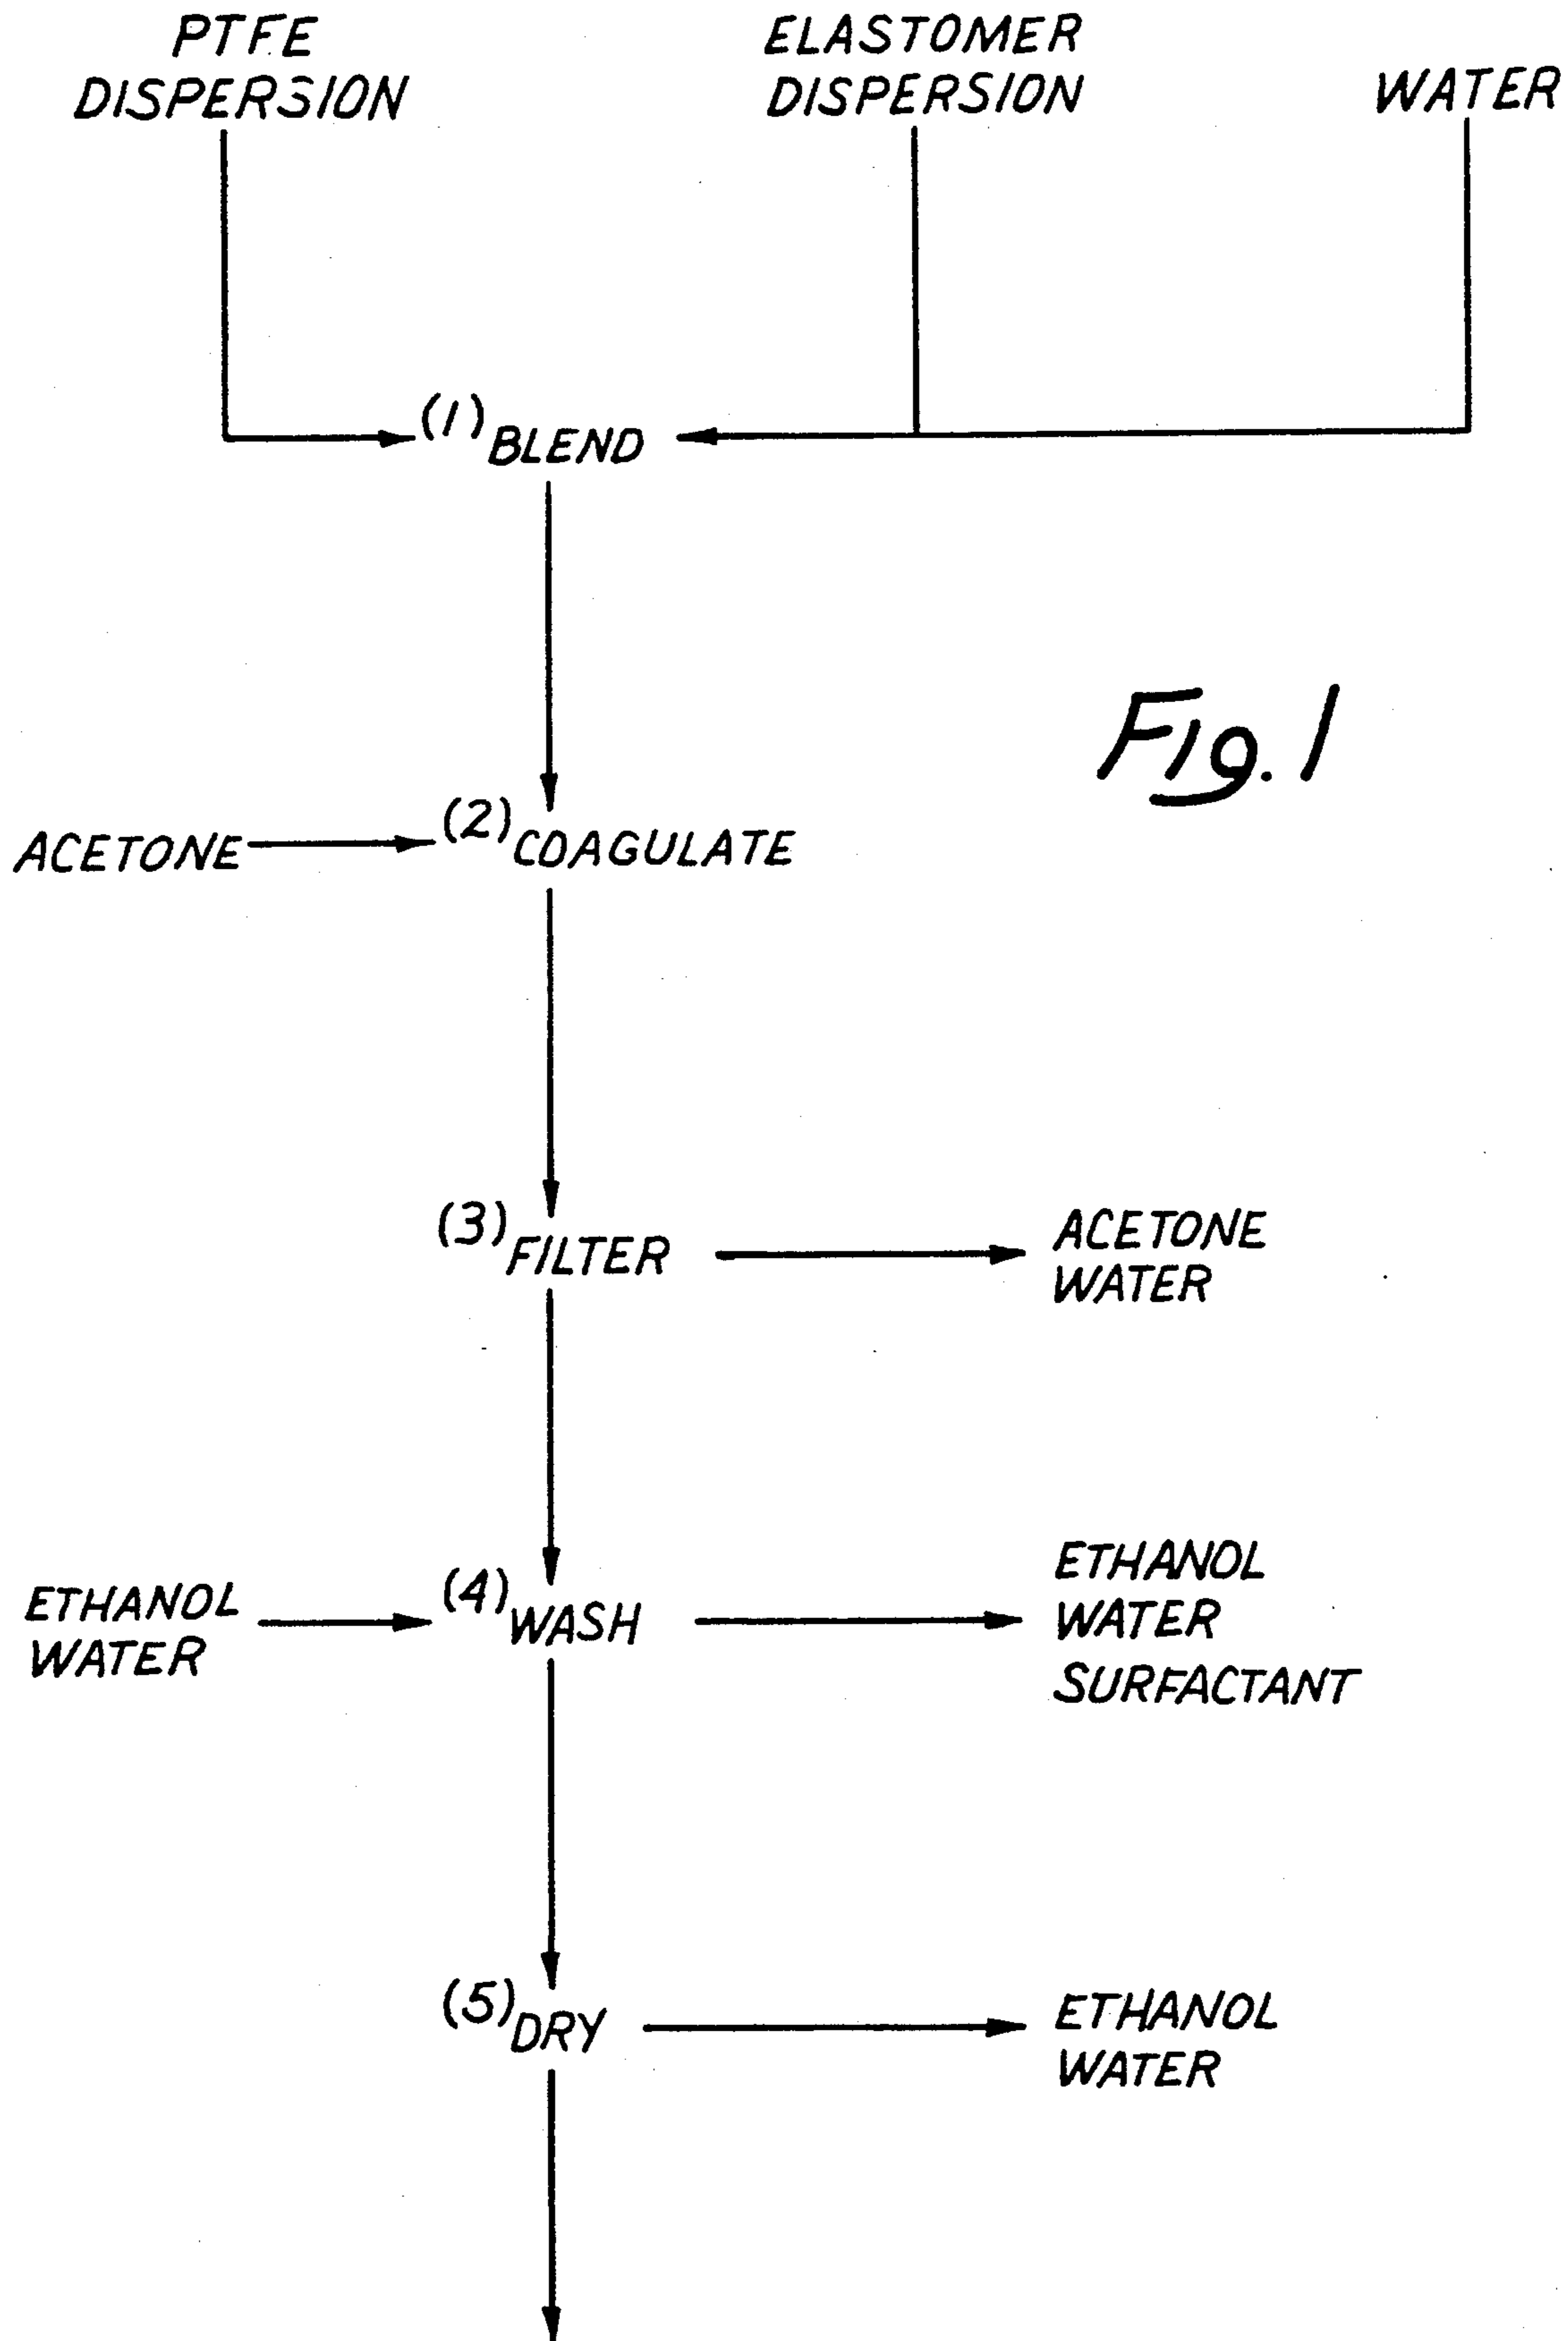 PTFE
DISPERSION
ELASTOMER
DISPERSION
WATER
(1) BLEND
Fig. 1
ACETONE
(2) COAGULATE
(3) FILTER
ACETONE
WATER
ETHANOL
WATER
(4) WASH
ETHANOL
WATER
SURFACTANT
(5) DRY
ETHANOL
WATER